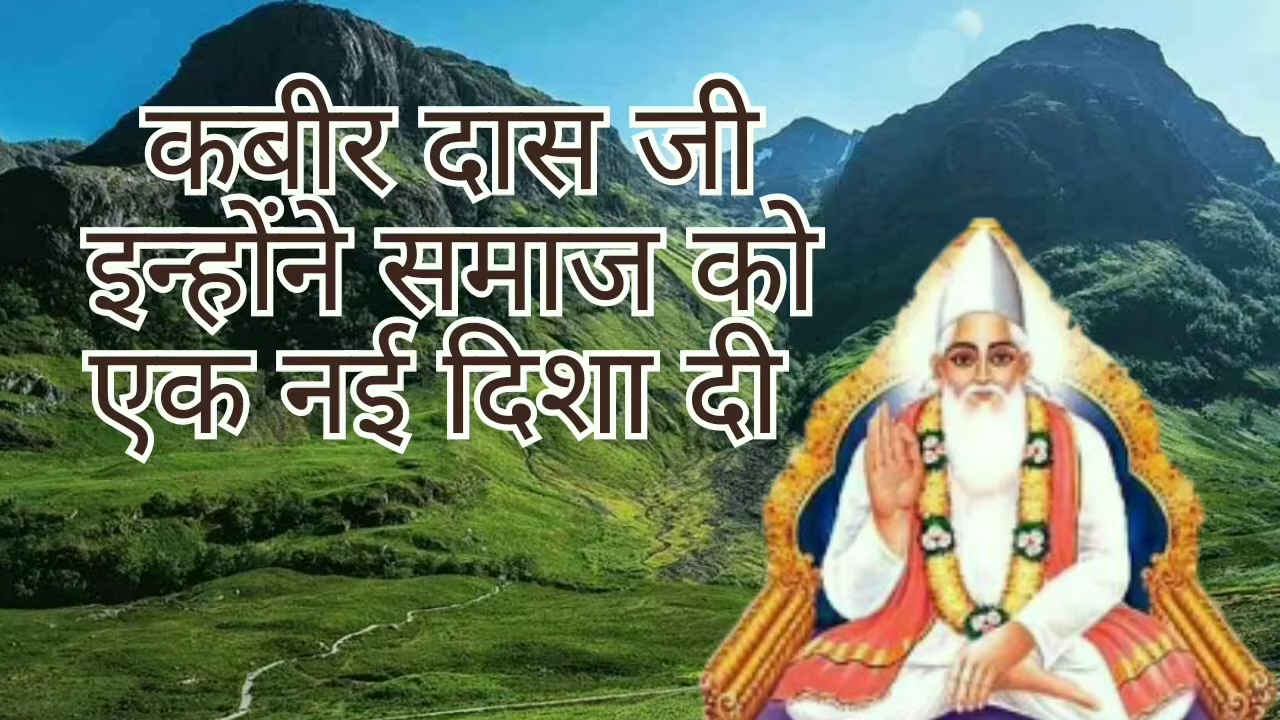 कबीर दास जी
इन्होंने समाज को
एक नई दिशा दी